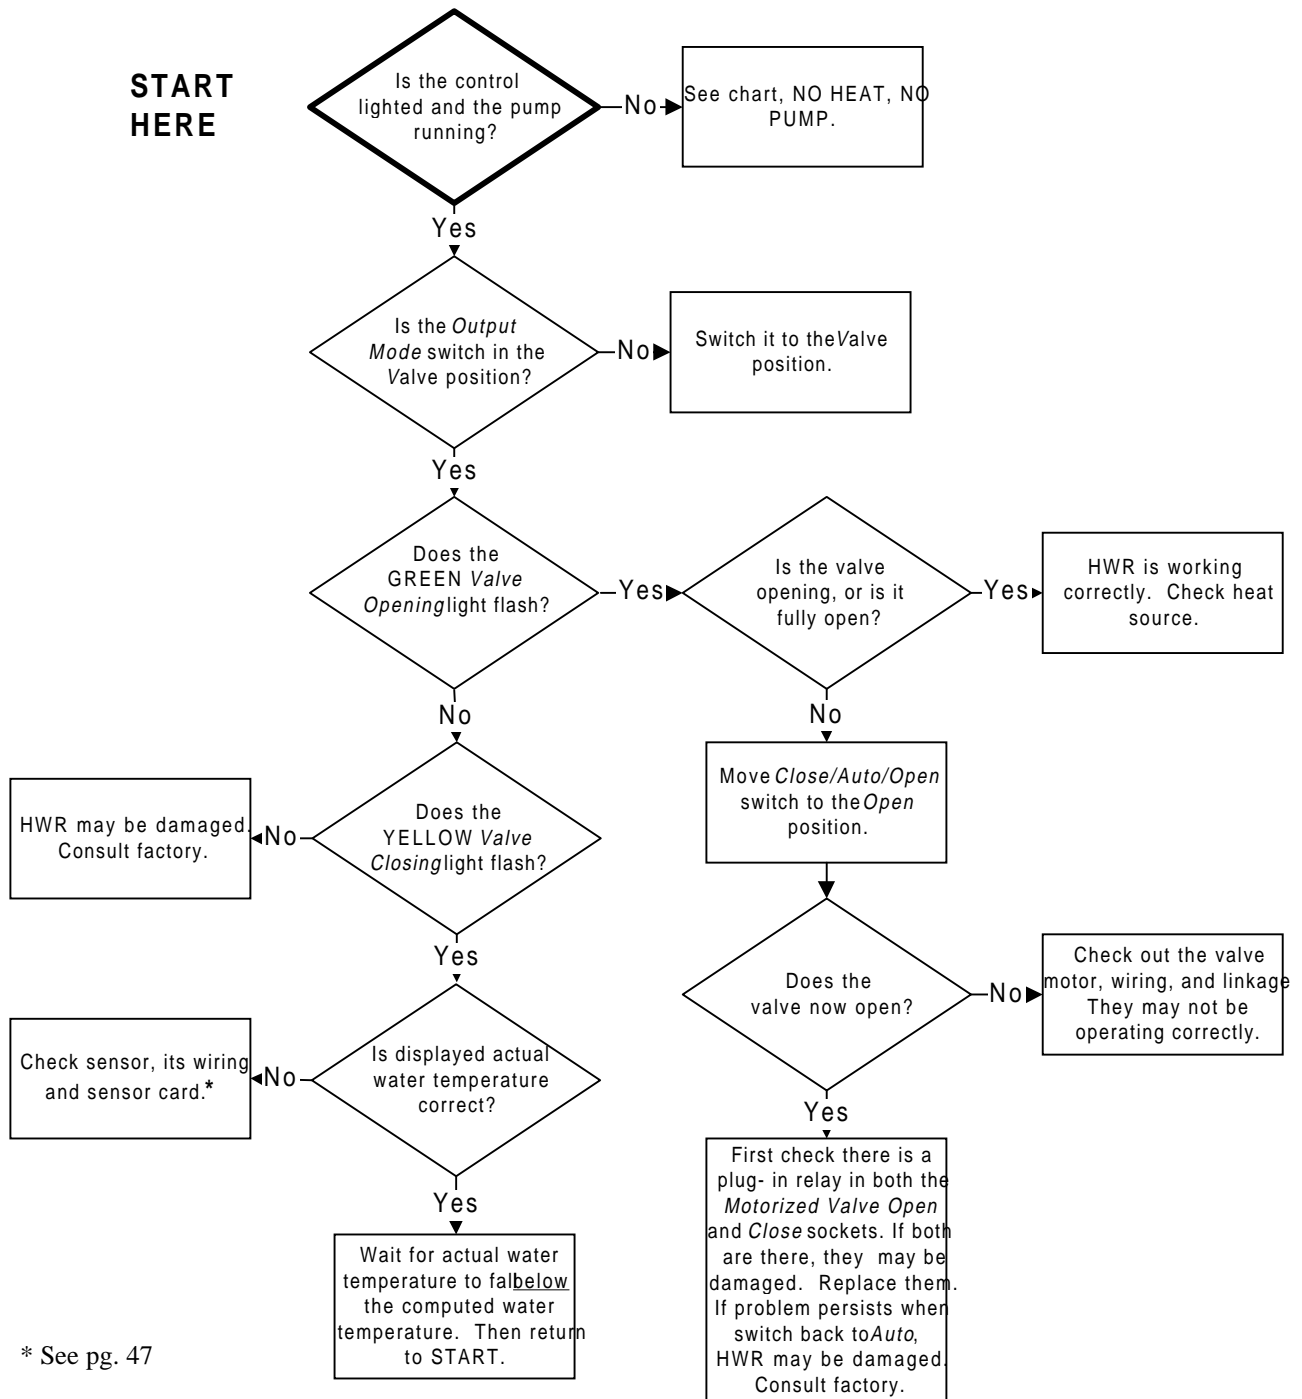 START
HERE
Is the control
lighted and the pump
running?
No
See chart, NO HEAT, NO
PUMP.
Yes
Is the Output
Mode switch in the
Valve position?
No
Switch it to the Valve
position.
Yes
Does the
GREEN Valve
Opening light flash?
Yes
Is the valve
opening, or is it
fully open?
Yes
HWR is working
correctly. Check heat
source.
No
No
Move Close/Auto/Open
switch to the Open
position.
Does the
YELLOW Valve
Closing light flash?
No
HWR may be damaged.
Consult factory.
Yes
Does the
valve now open?
No
Check out the valve
motor, wiring, and linkage
They may not be
operating correctly.
Is displayed actual
water temperature
correct?
No
Check sensor, its wiring
and sensor card.*
Yes
Yes
First check there is a
plug- in relay in both the
Motorized Valve Open
and Close sockets. If both
are there, they may be
damaged. Replace them.
If problem persists when
switch back to Auto,
HWR may be damaged.
Consult factory.
Wait for actual water
temperature to fall below
the computed water
temperature. Then return
to START.
* See pg. 47